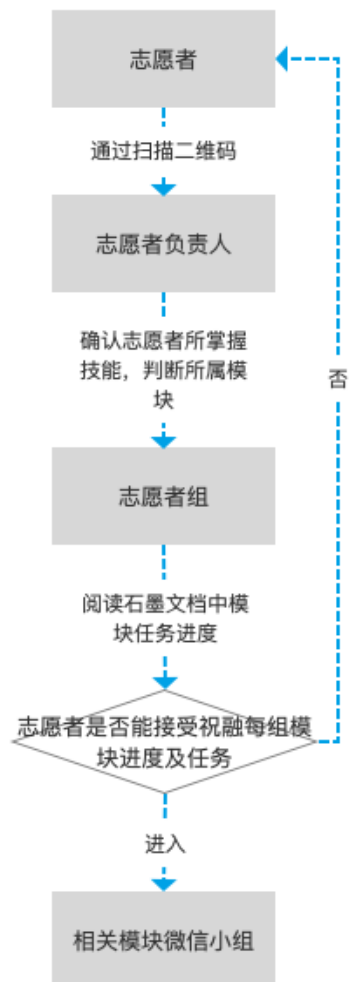 志愿者
通过扫描二维码
志愿者负责人
确认志愿者所掌握
技能，判断所属模
块
否
志愿者组
阅读石墨文档中模
块任务进度
志愿者是否能接受祝融每组模
块进度及任务
进入
相关模块微信小组